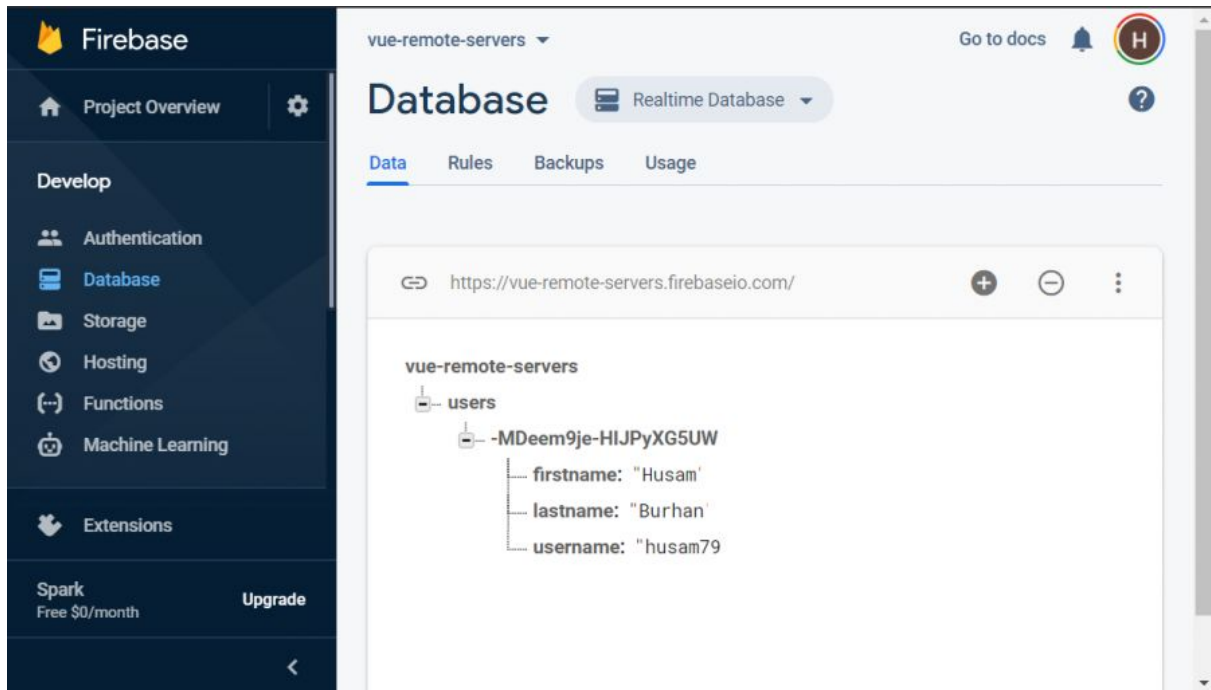 Firebase
Project Overview
Develop
Authentication
Database
Storage
Hosting
Functions
Machine Learning
Extensions
Spark
Free $0/month
Upgrade
vue-remote-servers
Go to docs
H
Database
Realtime Database
Data Rules Backups Usage
https://vue-remote-servers.firebaseio.com/
vue-remote-servers
users
-MDeem9je-HIJPyXG5UW
firstname: "Husam'
lastname: "Burhan'
username: "husam79